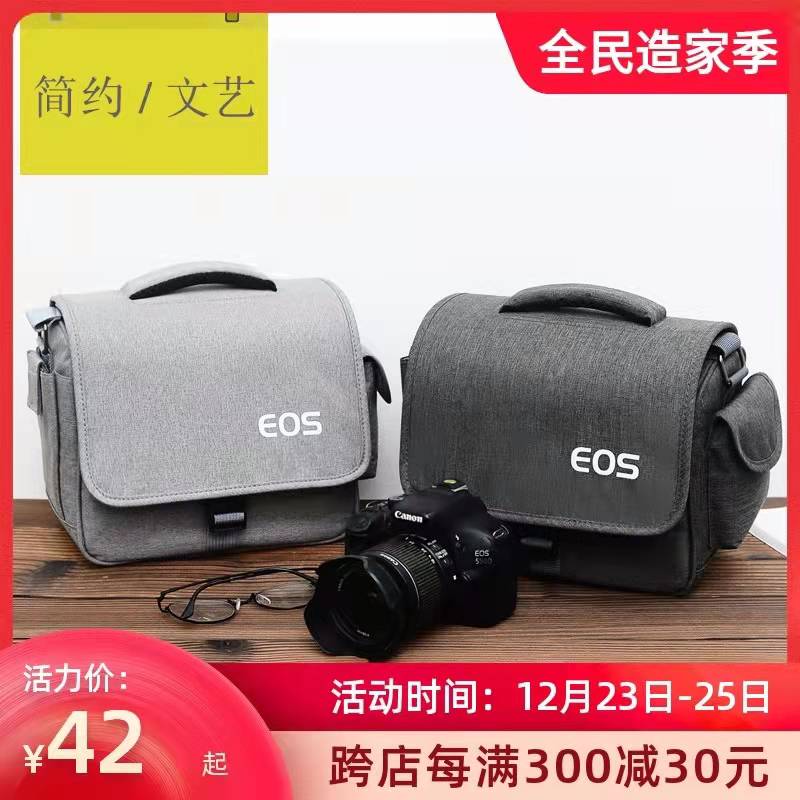 全民造家季
简约 / 文艺
EOS
EOS
Canon
EOS
活力价：
¥42 起
活动时间：12月23日-25日
跨店每满300减30元